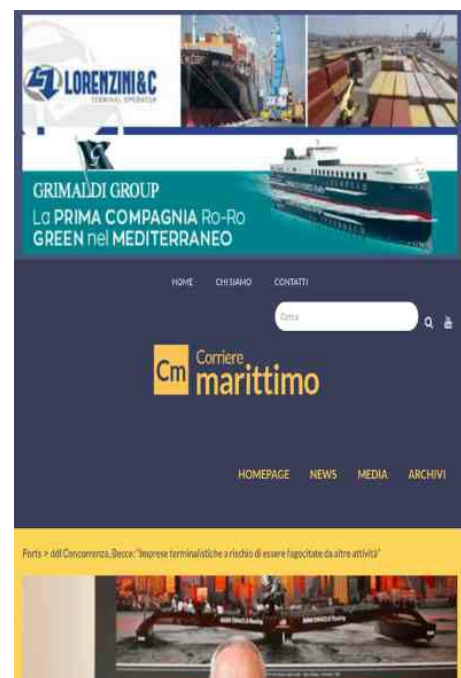 LORENZINI&C
TERMINAL OPERATOR
GRIMALDI GROUP
La PRIMA COMPAGNIA Ro-Ro
GREEN nel MEDITERRANEO
HOME CHI SIAMO CONTATTI
Cerca
Cm Corriere
marittimo
HOMEPAGE NEWS MEDIA ARCHIVI
Ports > ddl Concorrenza, Becce: "Imprese terminalistiche a rischio di essere fagocitate da altre attività"